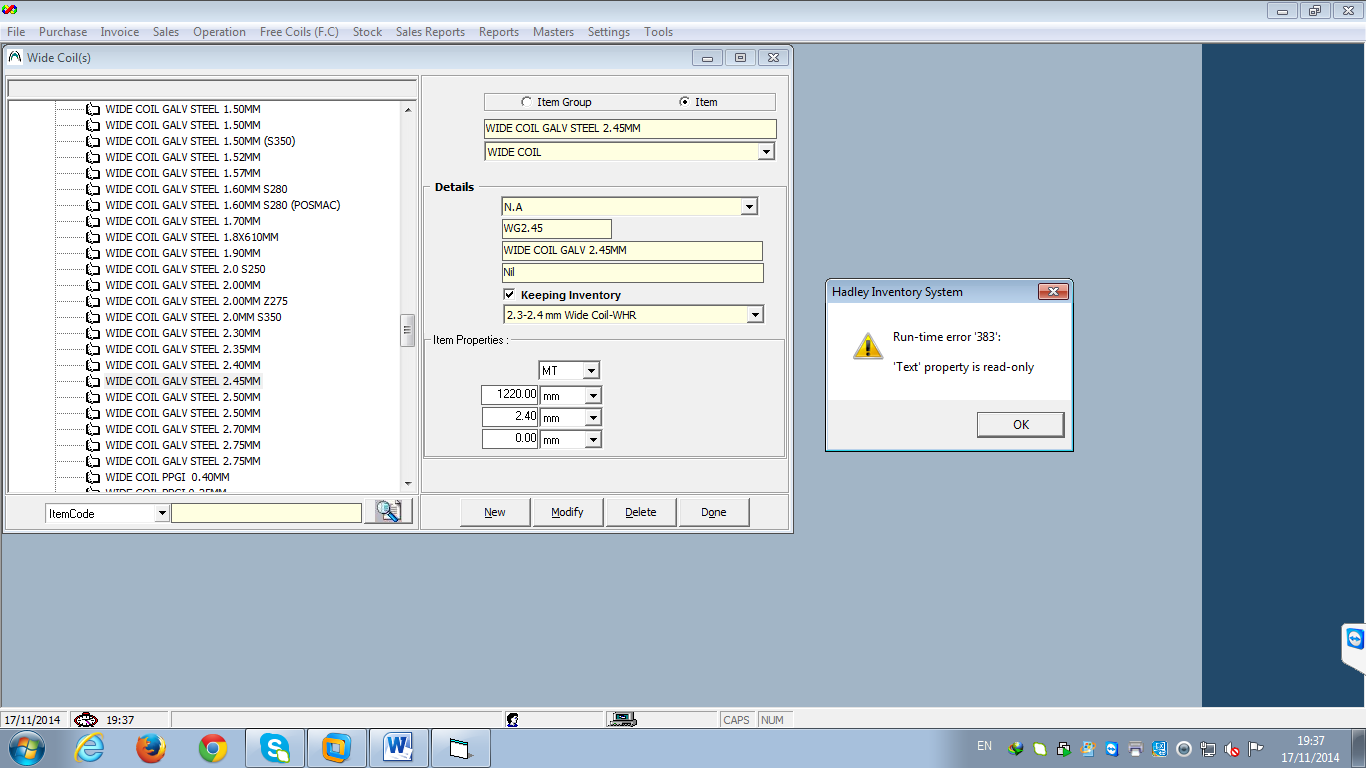 File Purchase Invoice Sales Operation Free Coils (F.C) Stock Sales Reports Reports Masters Settings Tools
Wide Coil(s)
WIDE COIL GALV STEEL 1.50MM
WIDE COIL GALV STEEL 1.50MM
WIDE COIL GALV STEEL 1.50MM (S350)
WIDE COIL GALV STEEL 1.52MM
WIDE COIL GALV STEEL 1.57MM
WIDE COIL GALV STEEL 1.60MM S280
WIDE COIL GALV STEEL 1.60MM S280 (POSMAC)
WIDE COIL GALV STEEL 1.70MM
WIDE COIL GALV STEEL 1.8X610MM
WIDE COIL GALV STEEL 1.90MM
WIDE COIL GALV STEEL 2.0 S250
WIDE COIL GALV STEEL 2.00MM
WIDE COIL GALV STEEL 2.00MM Z275
WIDE COIL GALV STEEL 2.0MM S350
WIDE COIL GALV STEEL 2.30MM
WIDE COIL GALV STEEL 2.35MM
WIDE COIL GALV STEEL 2.40MM
WIDE COIL GALV STEEL 2.45MM
WIDE COIL GALV STEEL 2.50MM
WIDE COIL GALV STEEL 2.50MM
WIDE COIL GALV STEEL 2.70MM
WIDE COIL GALV STEEL 2.75MM
WIDE COIL GALV STEEL 2.75MM
WIDE COIL PPGI 0.40MM
WIDE COIL PPGI 0.35MM
ItemCode
Item Group Item
WIDE COIL GALV STEEL 2.45MM
WIDE COIL
Details
N.A
WG2.45
WIDE COIL GALV 2.45MM
Nil
Keeping Inventory
2.3-2.4 mm Wide Coil-WHR
Item Properties :
MT
1220.00 mm
2.40 mm
0.00 mm
New Modify Delete Done
Hadley Inventory System
Run-time error '383':
'Text' property is read-only
OK
17/11/2014 19:37 CAPS NUM
EN
19:37
17/11/2014